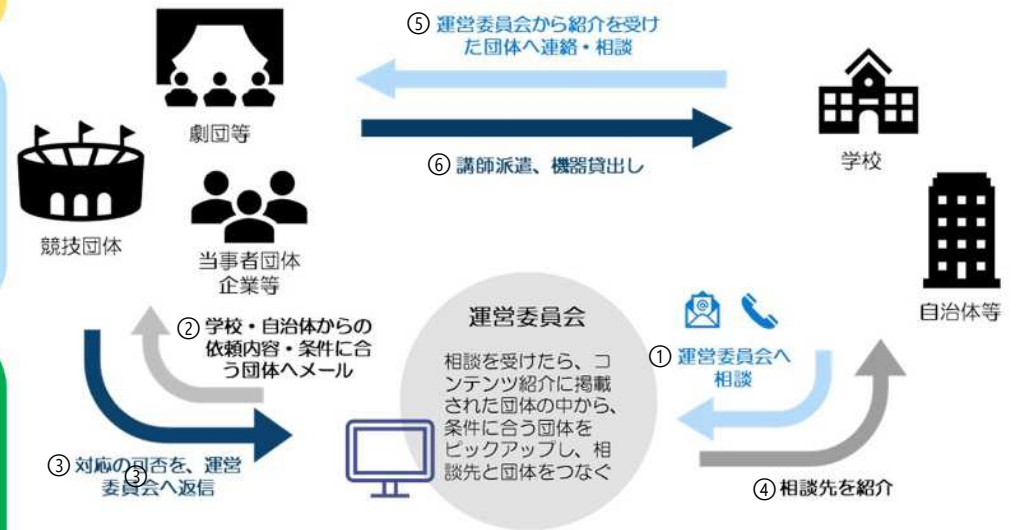 ⑤ 運営委員会から紹介を受け
た団体へ連絡・相談
劇団等
⑥ 講師派遣、機器貸出し
学校
競技団体
当事者団体
企業等
自治体等
② 学校・自治体からの
依頼内容・条件に合
う団体へメール
運営委員会
相談を受けたら、コ
ンテンツ紹介に掲載
された団体の中から、
条件に合う団体を
ピックアップし、相
談先と団体をつなぐ
① 運営委員会へ
相談
③ 対応の可否を、運営
委員会へ返信
③
④ 相談先を紹介